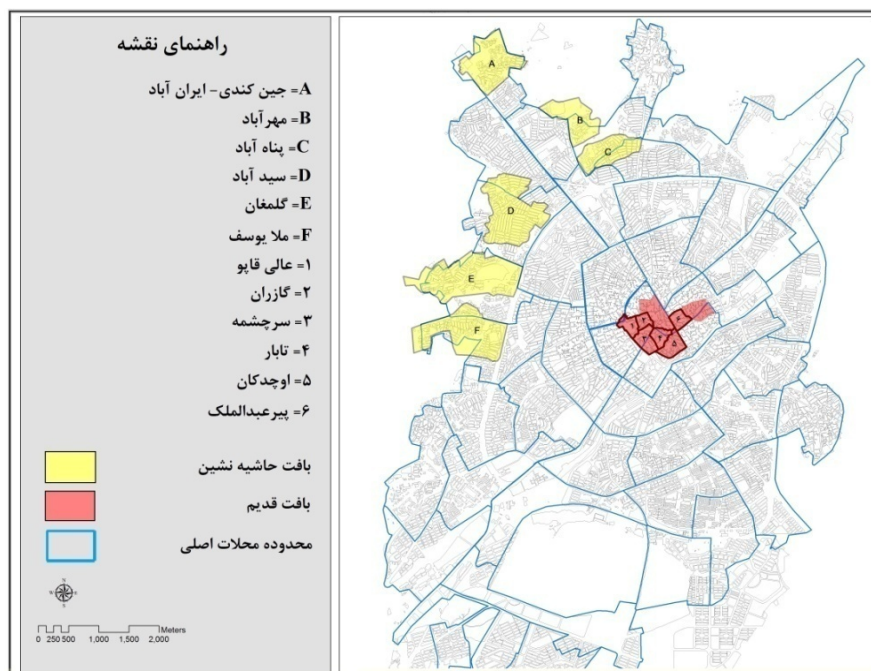 راهنمای نقشه
A= جین کندی- ایران آباد
B= مهرآباد
C= پناه آباد
D= سید آباد
E= گلمغان
F= ملا یوسف
۱= عالی قاپو
۲= گازران
۳= سرچشمه
۴= تابار
۵= اوچدکان
۶= پیرعبدالملک
بافت حاشیه نشین
بافت قدیم
محدوده محلات اصلی
N
W E
S
0 250 500 1,000 1,500 2,000 Meters
A
B
C
D
E
F